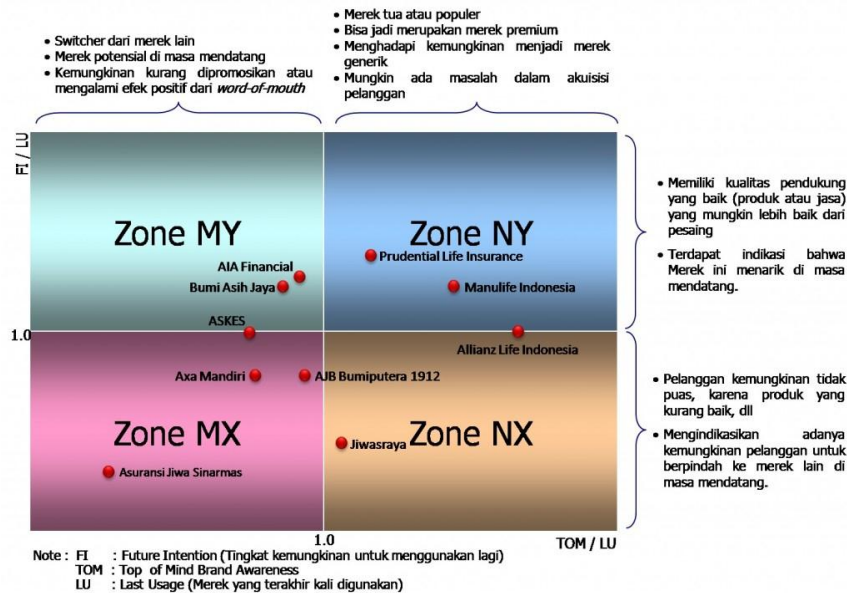 • Switcher dari merek lain
• Merek potensial di masa mendatang
• Kemungkinan kurang dipromosikan atau
mengalami efek positif dari word-of-mouth
• Merek tua atau populer
• Bisa jadi merupakan merek premium
• Menghadapi kemungkinan menjadi merek
generik
• Mungkin ada masalah dalam akuisisi
pelanggan
FI / LU
Zone MY
Zone NY
AIA Financial
Bumi Asih Jaya
ASKES
Prudential Life Insurance
Manulife Indonesia
Allianz Life Indonesia
1.0
Axa Mandiri
AJB Bumiputera 1912
Zone MX
Jiwasraya
Zone NX
Asuransi Jiwa Sinarmas
1.0
TOM / LU
• Memiliki kualitas pendukung
yang baik (produk atau jasa)
yang mungkin lebih baik dari
pesaing
• Terdapat indikasi bahwa
Merek ini menarik di masa
mendatang.
• Pelanggan kemungkinan tidak
puas, karena produk yang
kurang baik, dll
• Mengindikasikan adanya
kemungkinan pelanggan untuk
berpindah ke merek lain di
masa mendatang.
Note : FI : Future Intention (Tingkat kemungkinan untuk menggunakan lagi)
TOM : Top of Mind Brand Awareness
LU : Last Usage (Merek yang terakhir kali digunakan)